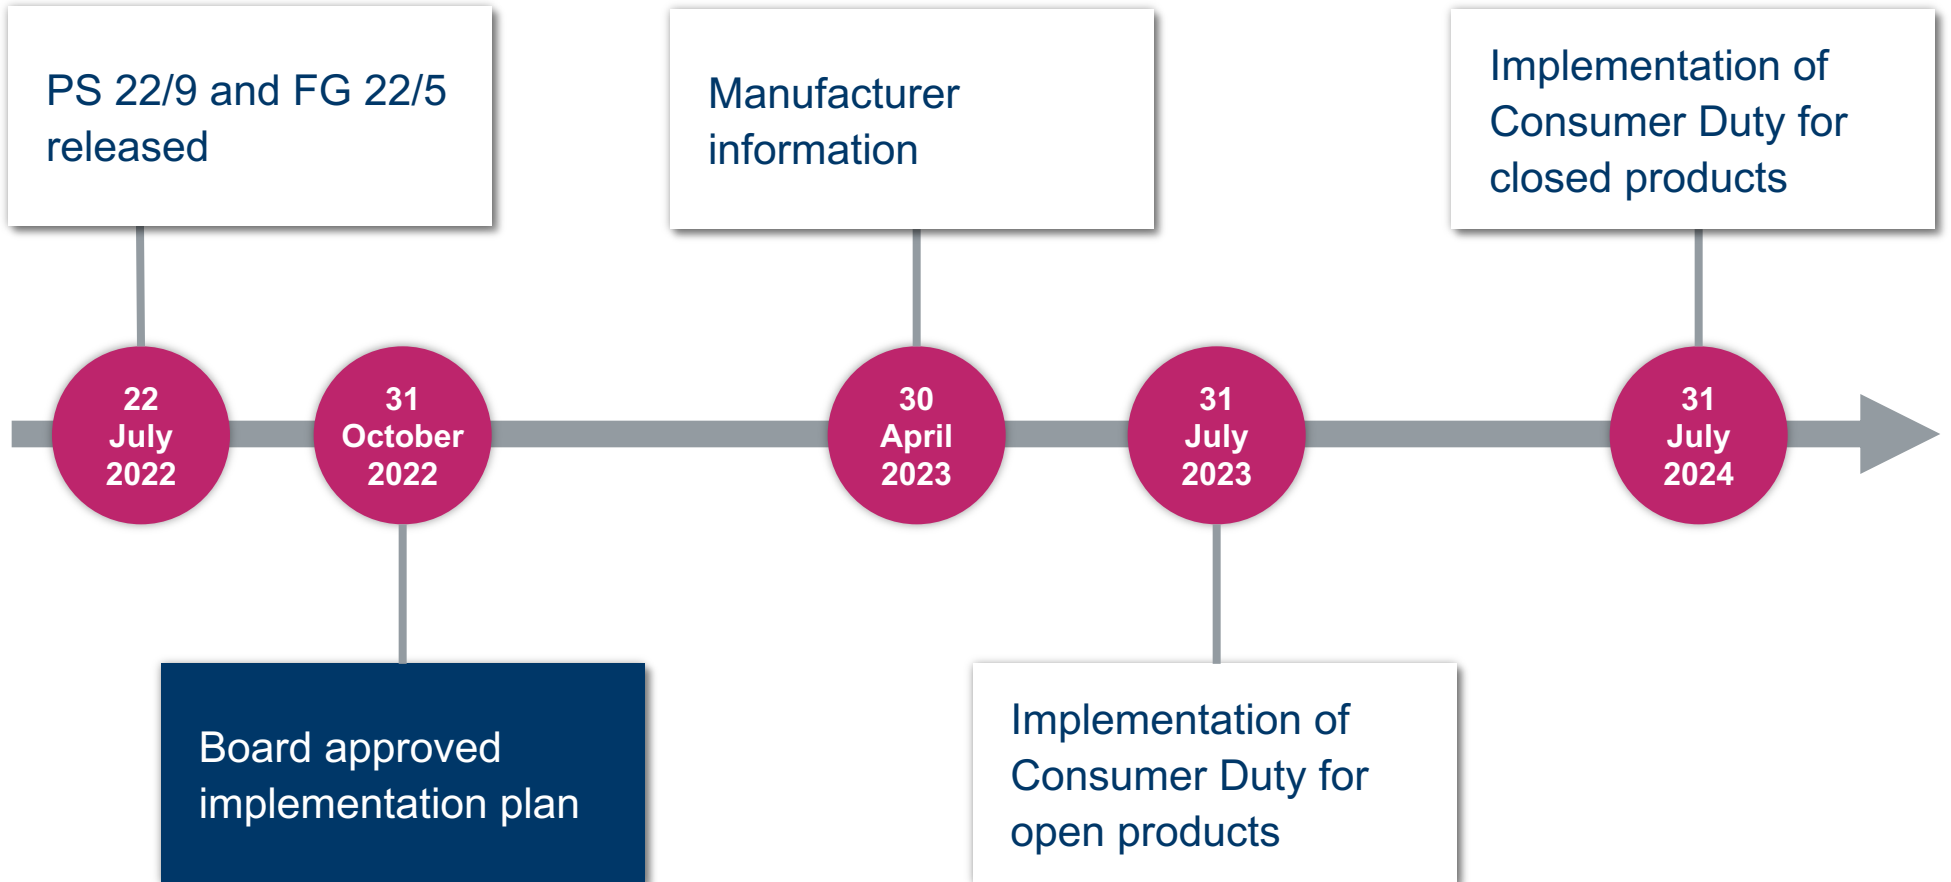 PS 22/9 and FG 22/5
released
Manufacturer
information
Implementation of
Consumer Duty for
closed products
22
July
2022
31
October
2022
30
April
2023
31
July
2023
31
July
2024
Board approved
implementation plan
Implementation of
Consumer Duty for
open products